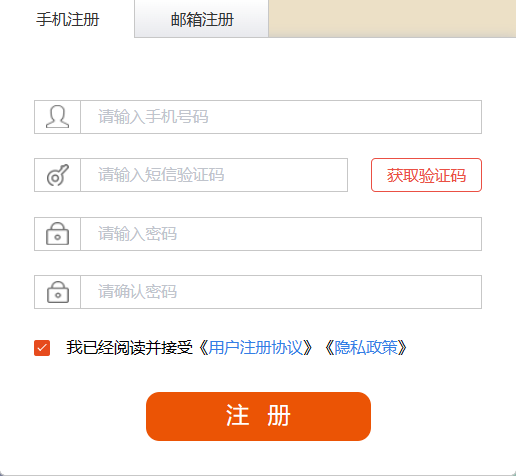 手机注册 邮箱注册
请输入手机号码
请输入短信验证码 获取验证码
请输入密码
请确认密码
我已经阅读并接受《用户注册协议》《隐私政策》
注 册